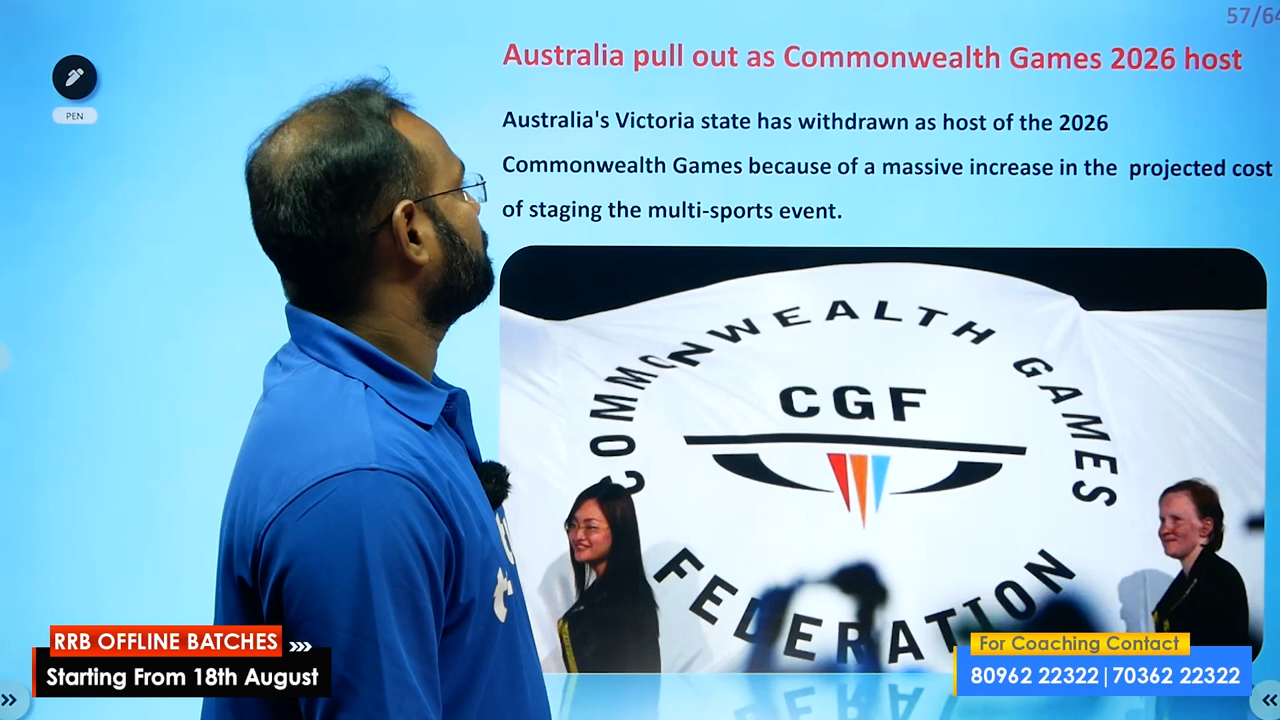 57/64
Australia pull out as Commonwealth Games 2026 host
PEN
Australia's Victoria state has withdrawn as host of the 2026
Commonwealth Games because of a massive increase in the projected cost
of staging the multi-sports event.
COMMONWEALTH GAMES
CGF
FEDERATION
RRB OFFLINE BATCHES »»
Starting From 18th August
For Coaching Contact
80962 22322|70362 22322